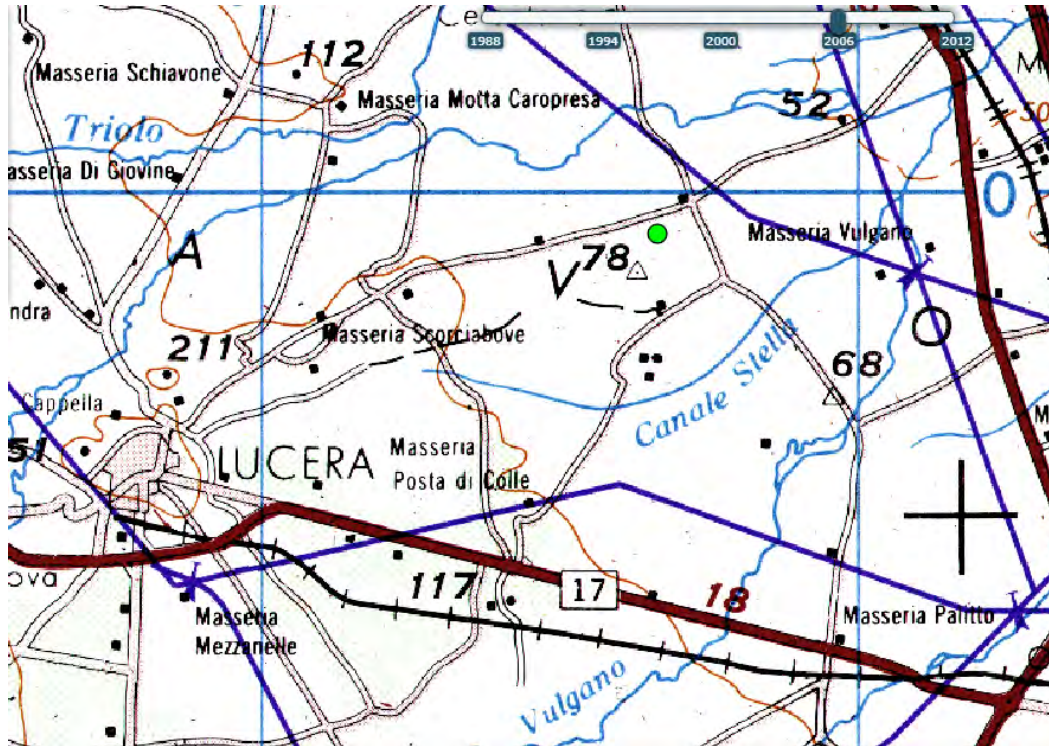 Ce
1988
1994
2000
2006
2012
112
Masseria Schiavone
M
Masseria Motta Caropresa
52
50
Triolo
asseria Di Giovine
O
A
78
V
Masseria Vulgano
ndra
Masseria Scorciabove
O
211
68
Canale Stella
Cappella
M
51
LUCERA
Masseria
Posta di Colle
ova
117
17
18
Masseria
Mezzanelle
Masseria Palitto
Vulgano